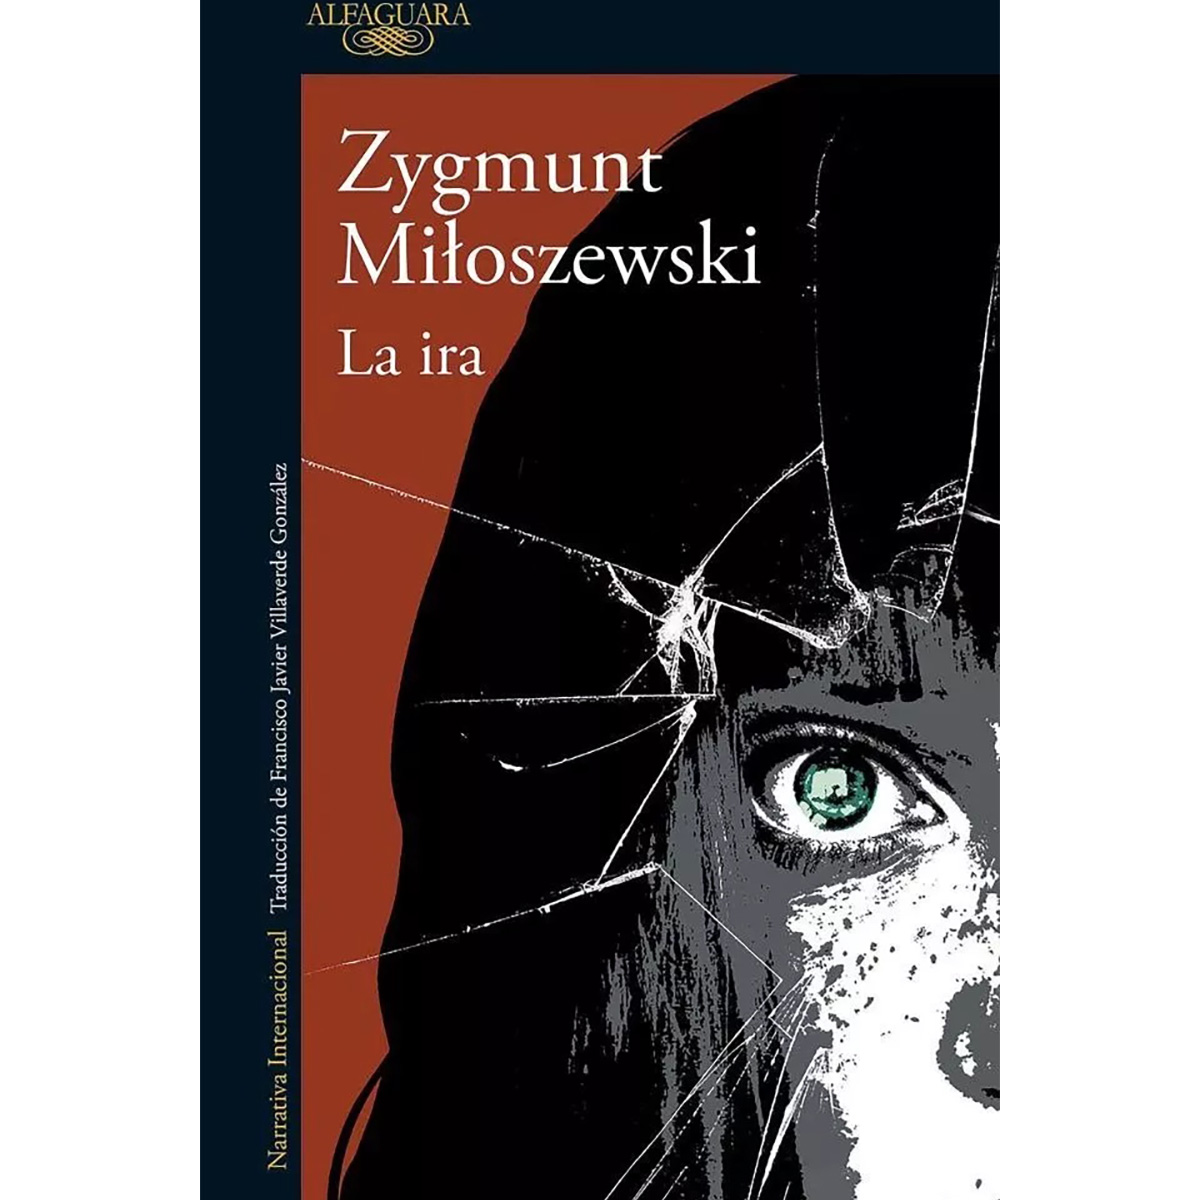 ALFAGUARA
Zygmunt
Miłoszewski
La ira
Narrativa Internacional Traducción de Francisco Javier Villaverde González